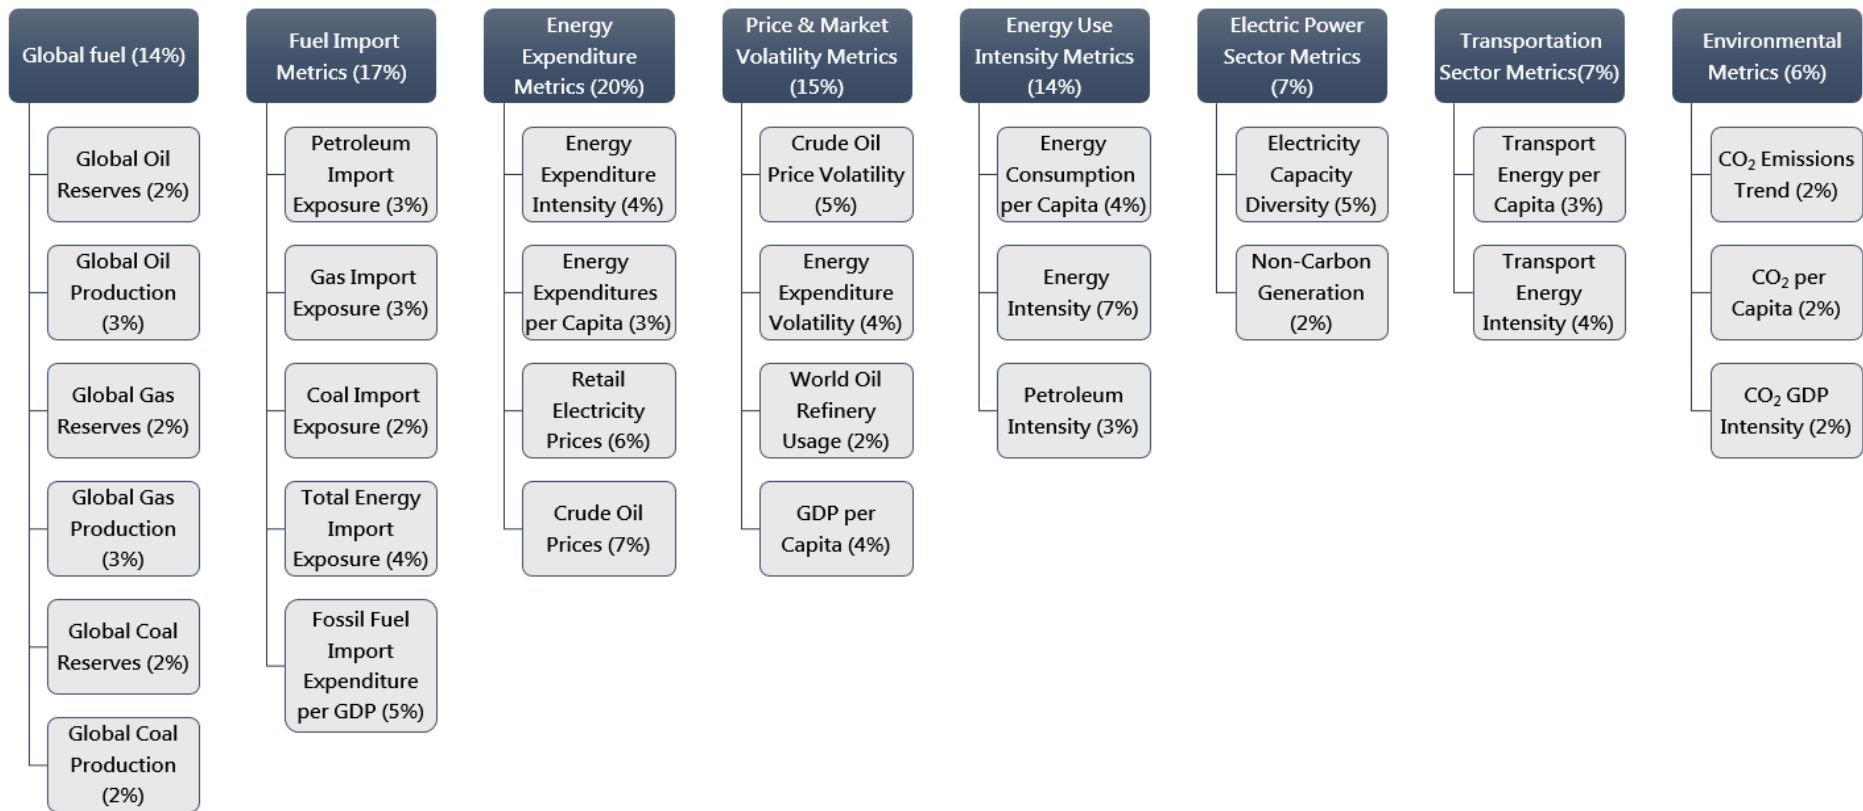 Global fuel (14%)
Global Oil
Reserves (2%)
Global Oil
Production
(3%)
Global Gas
Reserves (2%)
Global Gas
Production
(3%)
Global Coal
Reserves (2%)
Global Coal
Production
(2%)
Fuel Import
Metrics (17%)
Petroleum
Import
Exposure (3%)
Gas Import
Exposure (3%)
Coal Import
Exposure (2%)
Total Energy
Import
Exposure (4%)
Fossil Fuel
Import
Expenditure
per GDP (5%)
Energy
Expenditure
Metrics (20%)
Energy
Expenditure
Intensity (4%)
Energy
Expenditures
per Capita (3%)
Retail
Electricity
Prices (6%)
Crude Oil
Prices (7%)
Price & Market
Volatility Metrics
(15%)
Crude Oil
Price Volatility
(5%)
Energy
Expenditure
Volatility (4%)
World Oil
Refinery
Usage (2%)
GDP per
Capita (4%)
Energy Use
Intensity Metrics
(14%)
Energy
Consumption
per Capita (4%)
Energy
Intensity (7%)
Petroleum
Intensity (3%)
Electric Power
Sector Metrics
(7%)
Electricity
Capacity
Diversity (5%)
Non-Carbon
Generation
(2%)
Transportation
Sector Metrics(7%)
Transport
Energy per
Capita (3%)
Transport
Energy
Intensity (4%)
Environmental
Metrics (6%)
CO₂ Emissions
Trend (2%)
CO₂ per
Capita (2%)
CO₂ GDP
Intensity (2%)